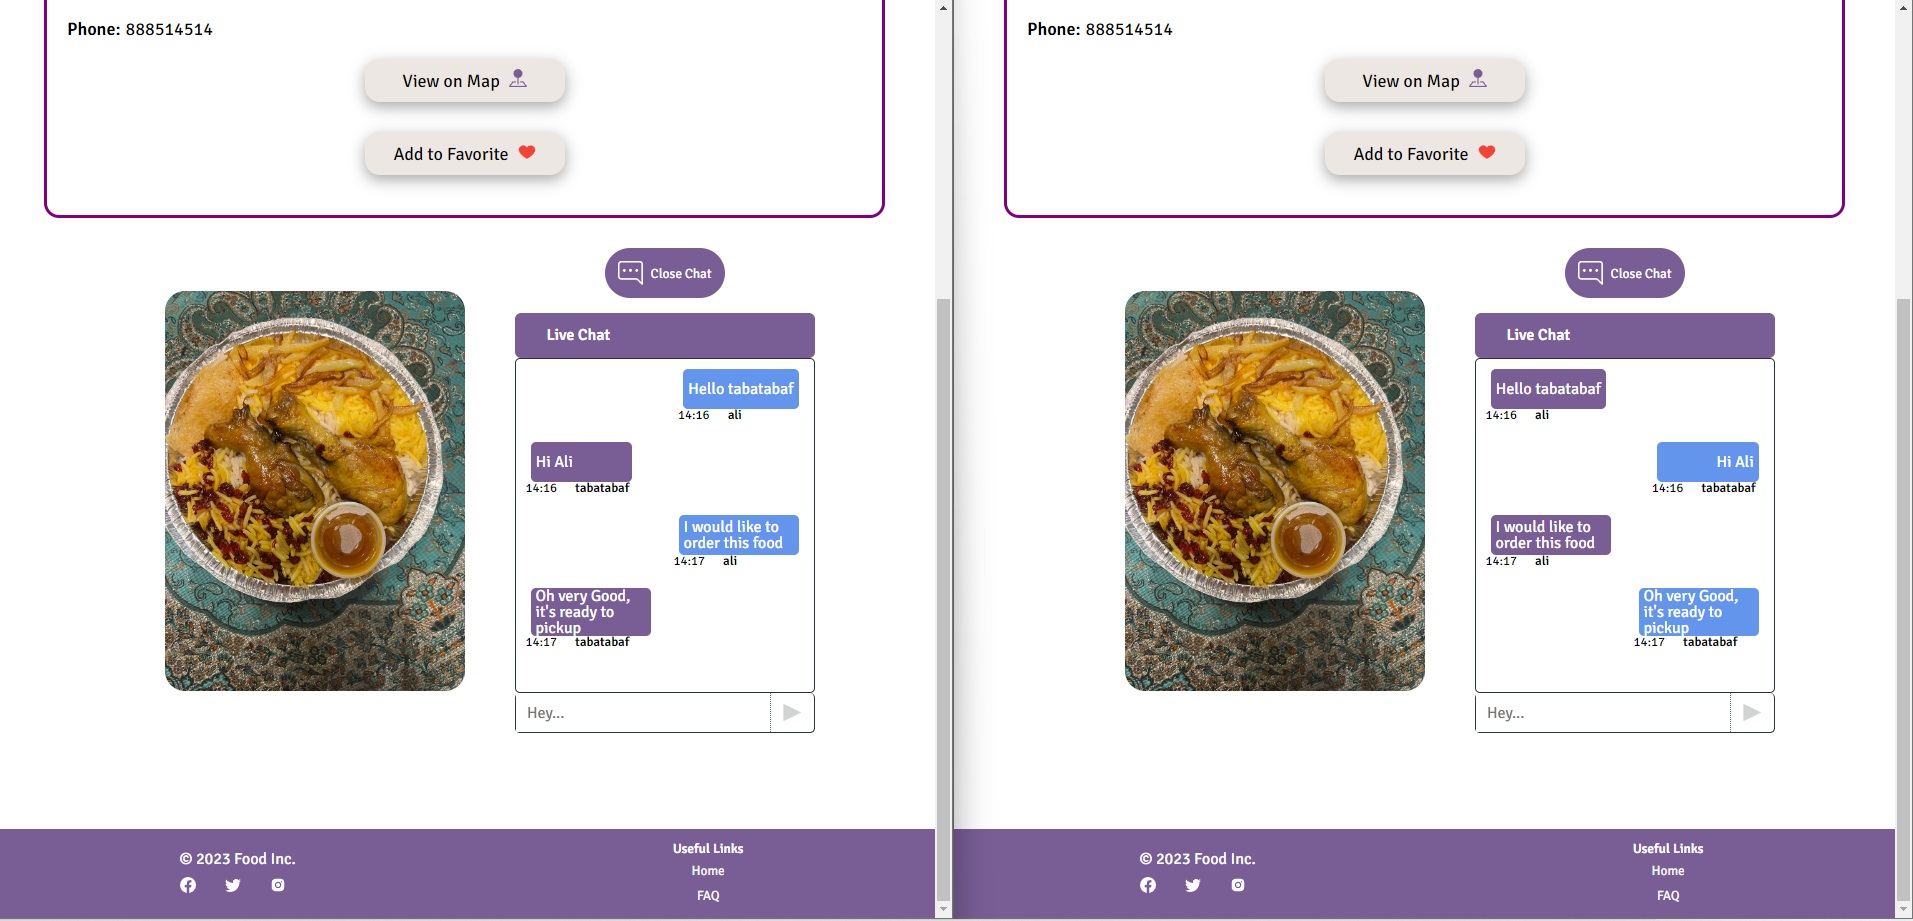 Phone: 888514514
View on Map
Add to Favorite
Close Chat
Live Chat
Hello tabatabaf
14:16 ali
Hi Ali
14:16 tabatabaf
I would like to
order this food
14:17 ali
Oh very Good,
it's ready to
pickup
14:17 tabatabaf
Hey...
© 2023 Food Inc.
Useful Links
Home
FAQ
Phone: 888514514
View on Map
Add to Favorite
Close Chat
Live Chat
Hello tabatabaf
14:16 ali
Hi Ali
14:16 tabatabaf
I would like to
order this food
14:17 ali
Oh very Good,
it's ready to
pickup
14:17 tabatabaf
Hey...
© 2023 Food Inc.
Useful Links
Home
FAQ